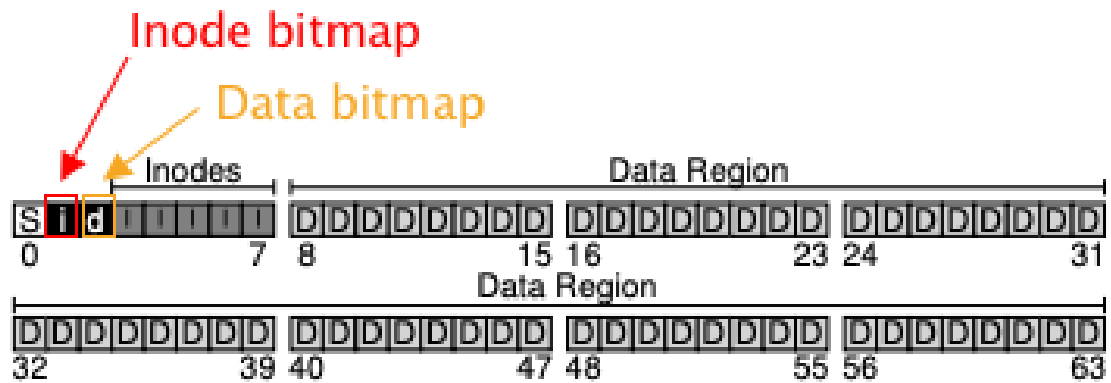 Inode bitmap
Data bitmap
Inodes Data Region
S i d I I I I I D D D D D D D D D D D D D D D D D D D D D D D D
0 7 8 15 16 23 24 31
Data Region
D D D D D D D D D D D D D D D D D D D D D D D D D D D D D D D D
32 39 40 47 48 55 56 63